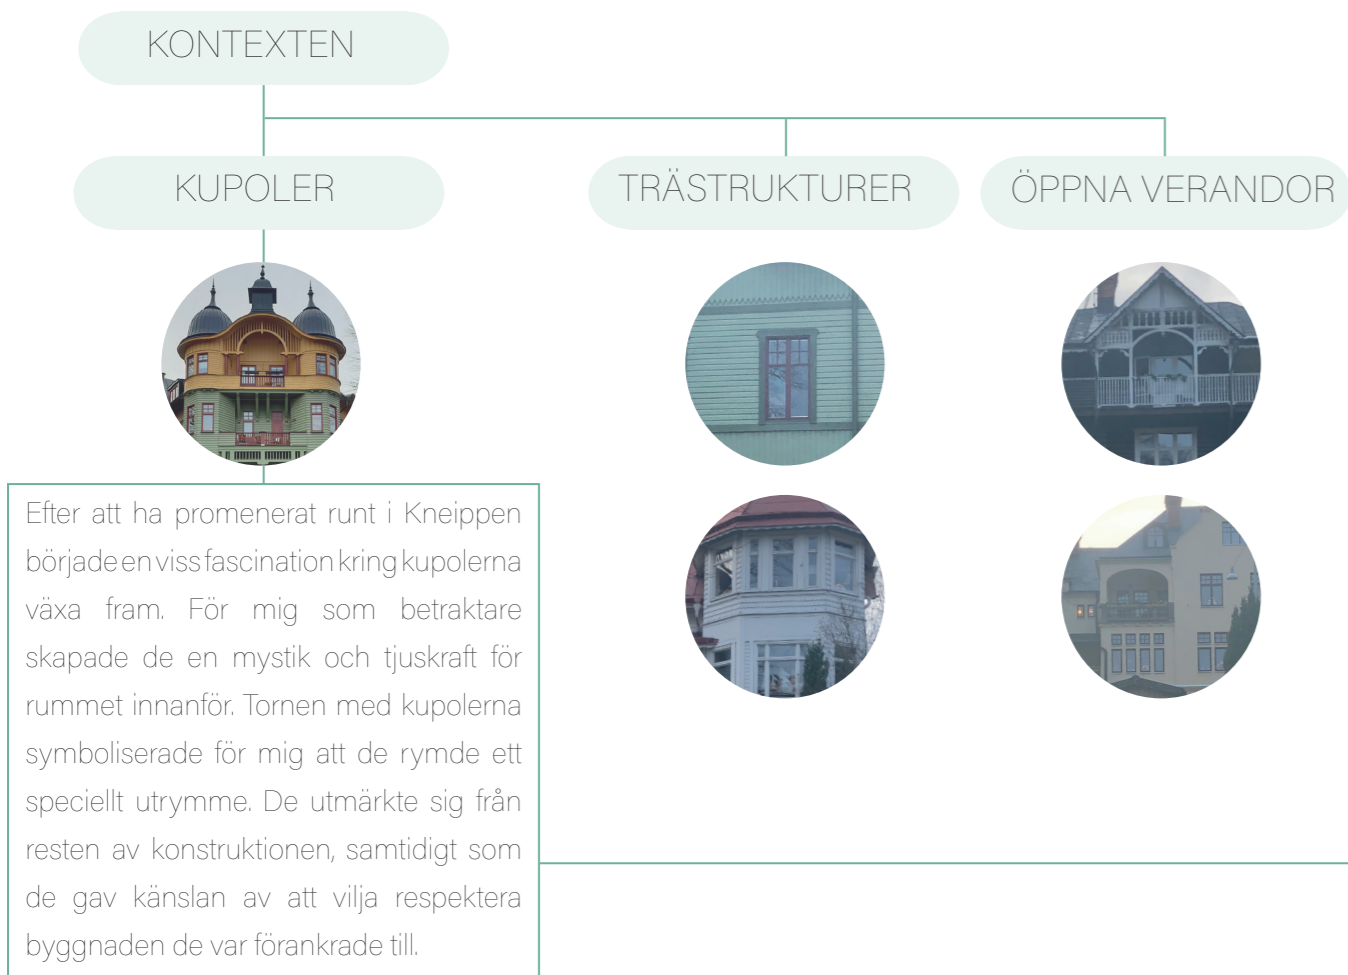 KONTEXTEN
KUPOLER
TRÄSTRUKTURER
ÖPPNA VERANDOR
Efter att ha promenerat runt i Kneippen
började en viss fascination kring kupolerna
växa fram. För mig som betraktare
skapade de en mystik och tjuskraft för
rummet innanför. Tornen med kupolerna
symboliserade för mig att de rymde ett
speciellt utrymme. De utmärkte sig från
resten av konstruktionen, samtidigt som
de gav känslan av att vilja respektera
byggnaden de var förankrade till.